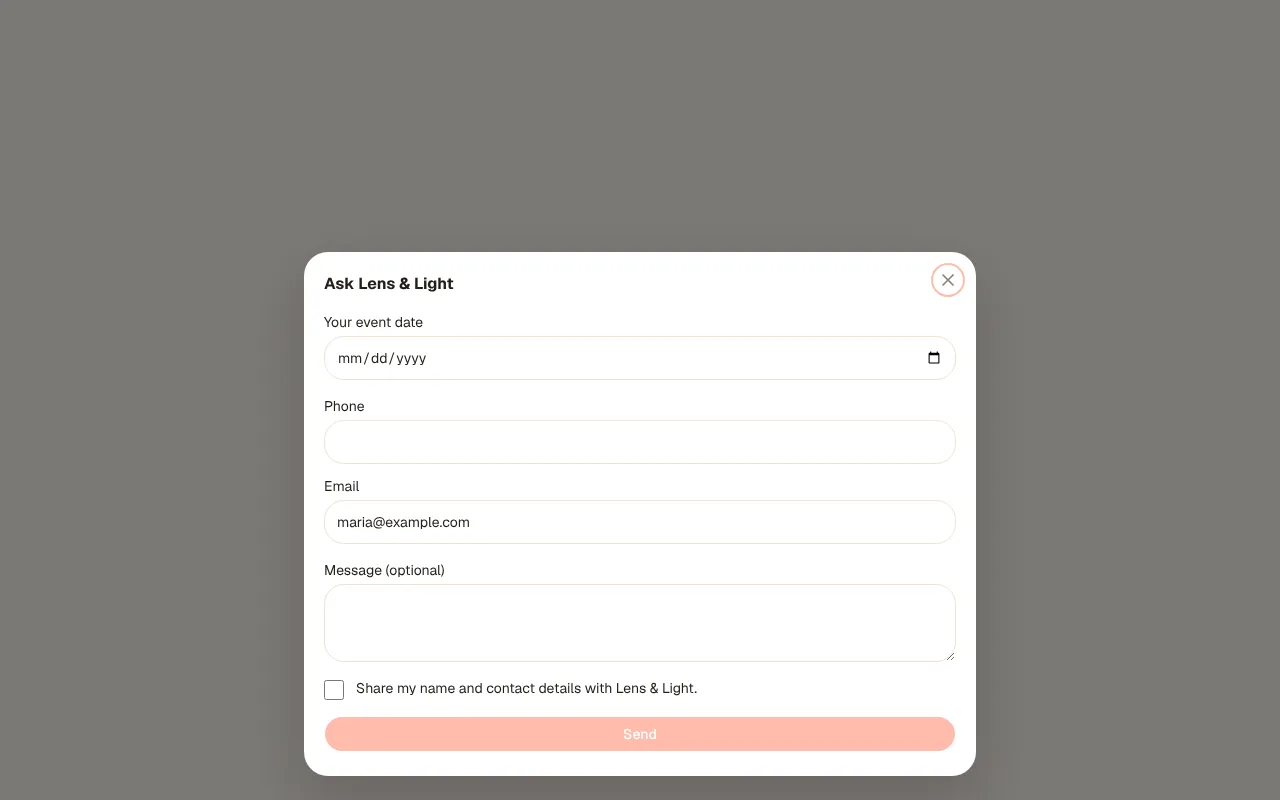 Ask Lens & Light
Your event date
mm/dd/yyyy
Phone
Email
maria@example.com
Message (optional)
Share my name and contact details with Lens & Light.
Send